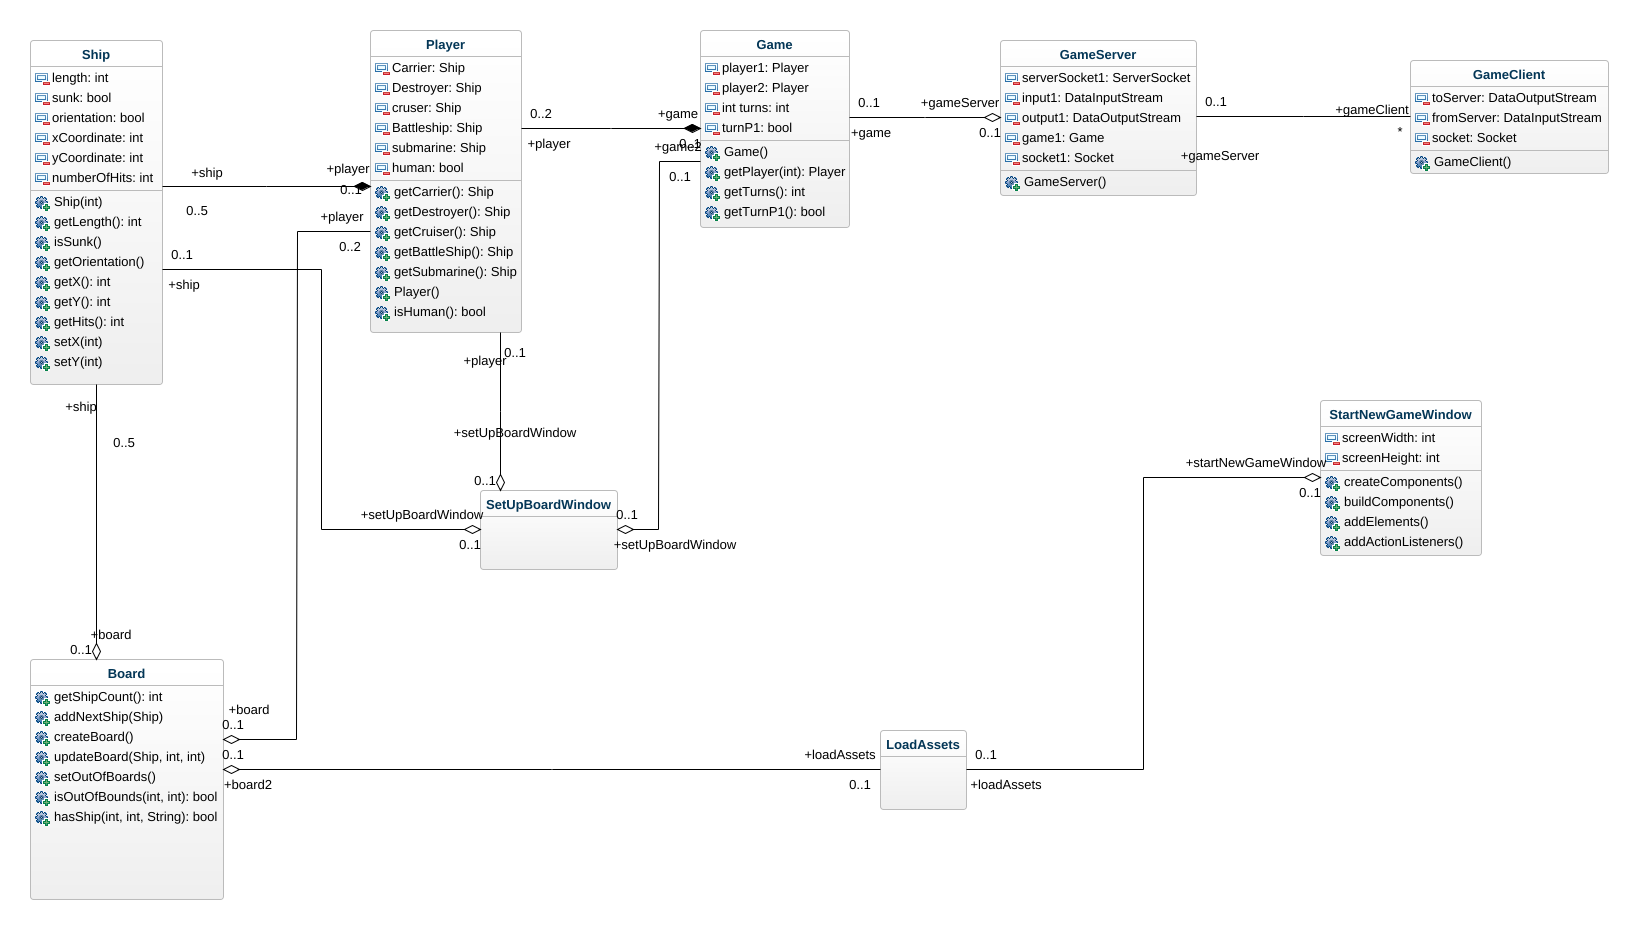 Ship
length: int
sunk: bool
orientation: bool
xCoordinate: int
yCoordinate: int
numberOfHits: int
Ship(int)
getLength(): int
isSunk()
getOrientation()
getX(): int
getY(): int
getHits(): int
setX(int)
setY(int)
+ship
0..5
+player
0..1
0..1
+ship
+player
0..2
Player
Carrier: Ship
Destroyer: Ship
cruser: Ship
Battleship: Ship
submarine: Ship
human: bool
getCarrier(): Ship
getDestroyer(): Ship
getCruiser(): Ship
getBattleShip(): Ship
getSubmarine(): Ship
Player()
isHuman(): bool
0..2
+player
+game
0..1
+game2
0..1
Game
player1: Player
player2: Player
int turns: int
turnP1: bool
Game()
getPlayer(int): Player
getTurns(): int
getTurnP1(): bool
0..1
+game
+gameServer
0..1
GameServer
serverSocket1: ServerSocket
input1: DataInputStream
output1: DataOutputStream
game1: Game
socket1: Socket
GameServer()
0..1
+gameServer
+gameClient
*
GameClient
toServer: DataOutputStream
fromServer: DataInputStream
socket: Socket
GameClient()
0..1
+player
+setUpBoardWindow
0..1
+setUpBoardWindow
0..1
SetUpBoardWindow
0..1
+setUpBoardWindow
StartNewGameWindow
screenWidth: int
screenHeight: int
createComponents()
buildComponents()
addElements()
addActionListeners()
+startNewGameWindow
0..1
+ship
0..5
+board
0..1
Board
getShipCount(): int
addNextShip(Ship)
createBoard()
updateBoard(Ship, int, int)
setOutOfBoards()
isOutOfBounds(int, int): bool
hasShip(int, int, String): bool
+board
0..1
0..1
+board2
+loadAssets
0..1
LoadAssets
0..1
+loadAssets